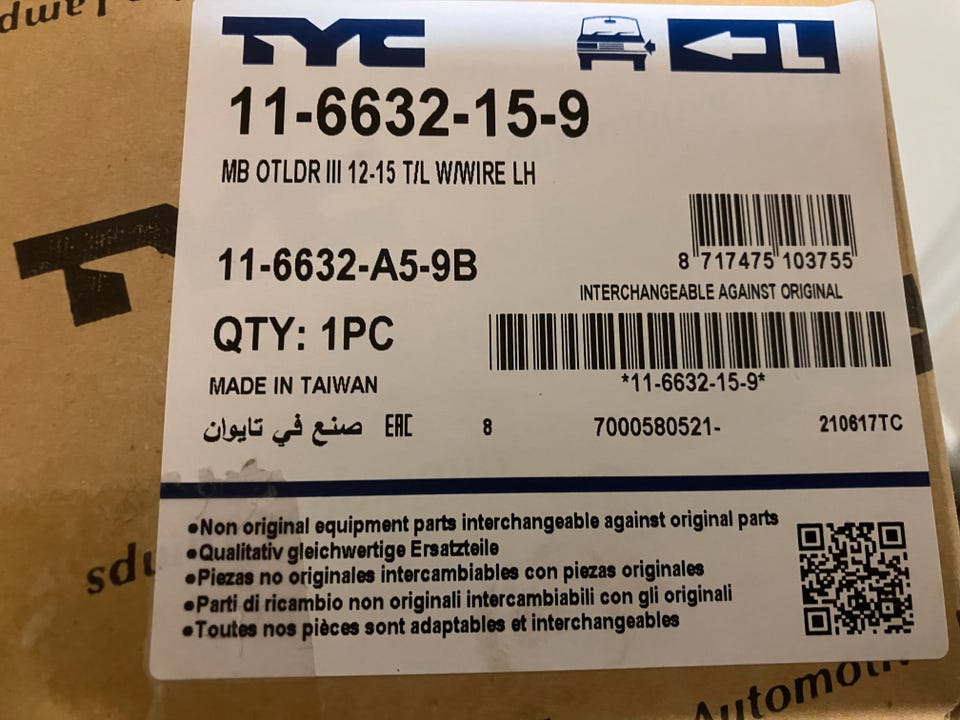 TYC L
11-6632-15-9
MB OTLDR III 12-15 T/L W/WIRE LH
8 717475 103755
11-6632-A5-9B
INTERCHANGEABLE AGAINST ORIGINAL
QTY: 1PC
*11-6632-15-9*
MADE IN TAIWAN
صنع في تايوان EAC 8 7000580521- 210617TC
•Non original equipment parts interchangeable against original parts
•Qualitativ gleichwertige Ersatzteile
•Piezas no originales intercambiables con piezas originales
•Parti di ricambio non originali intercambiabili con gli originali
•Toutes nos pièces sont adaptables et interchangeables